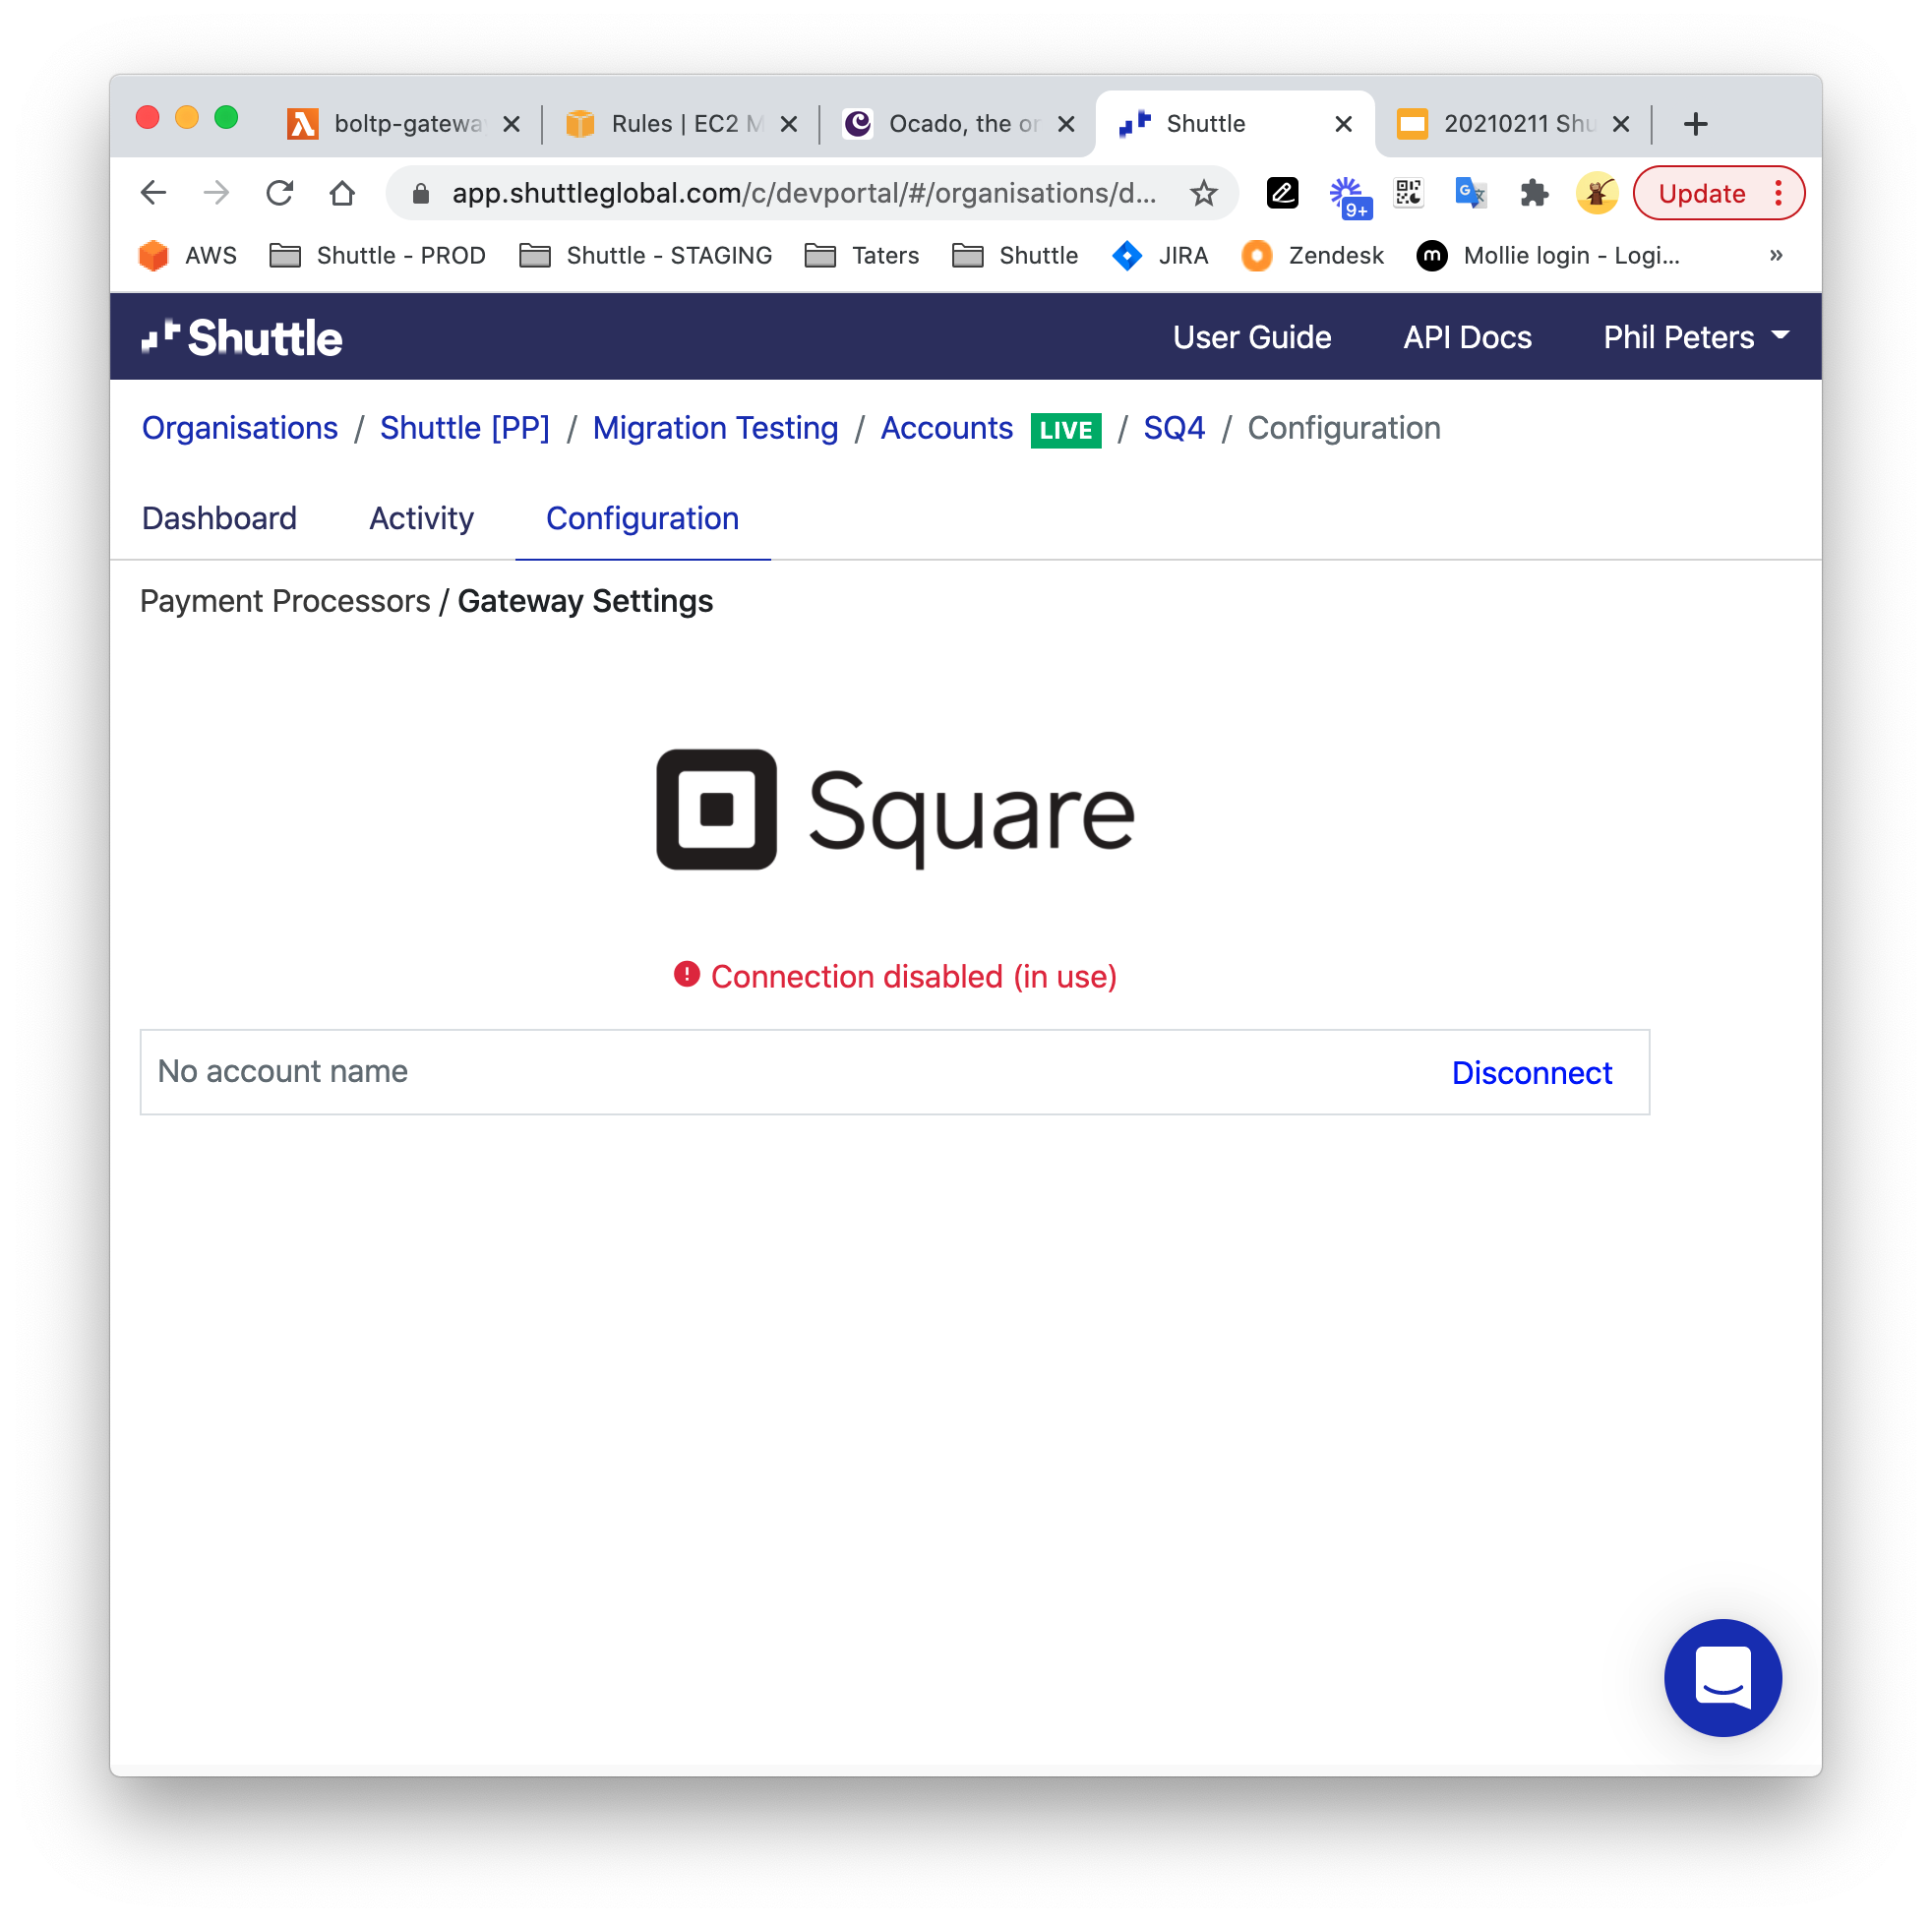 boltp-gatewa
Rules | EC2 M
Ocado, the or
Shuttle
20210211 Shu
app.shuttleglobal.com/c/devportal/#/organisations/d...
9+
Update
AWS
Shuttle - PROD
Shuttle - STAGING
Taters
Shuttle
JIRA
Zendesk
Mollie login - Logi...
»
Shuttle
User Guide
API Docs
Phil Peters
Organisations / Shuttle [PP] / Migration Testing / Accounts LIVE / SQ4 / Configuration
Dashboard
Activity
Configuration
Payment Processors / Gateway Settings
Square
Connection disabled (in use)
No account name
Disconnect